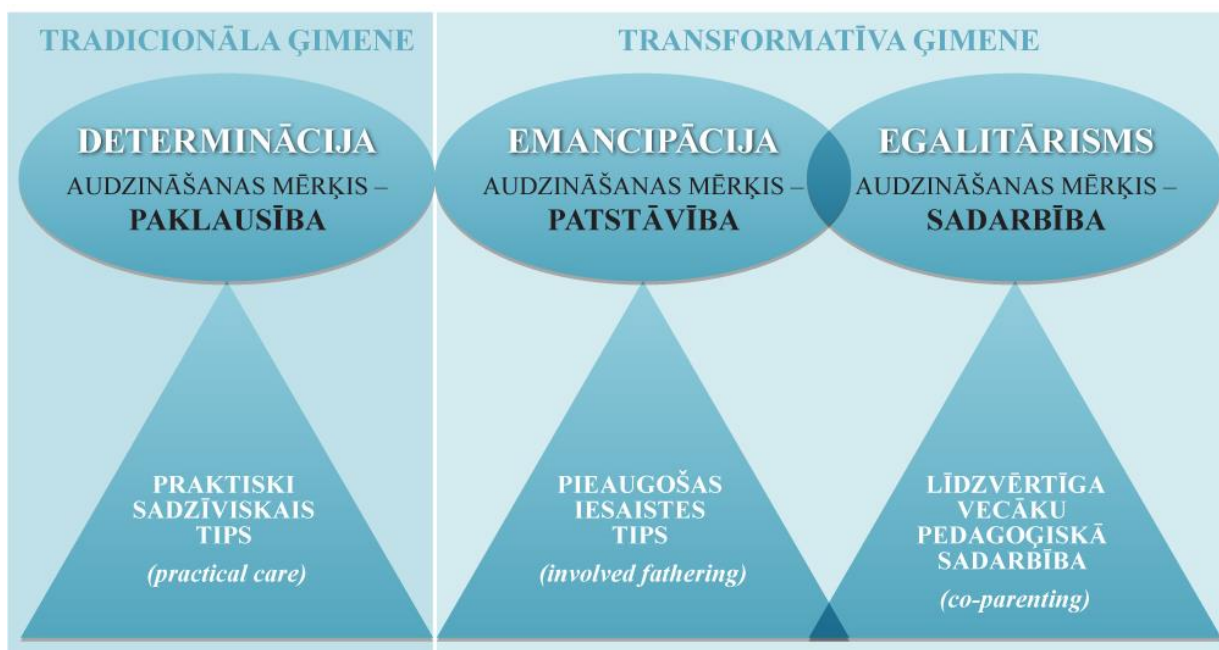 TRADICIONĀLA ĢIMENE
DETERMINĀCIJA
AUDZINĀŠANAS MĒRĶIS –
PAKLAUSĪBA
PRAKTISKI
SADZĪVISKAIS
TIPS
(practical care)
TRANSFORMATĪVA ĢIMENE
EMANCIPĀCIJA
AUDZINĀŠANAS MĒRĶIS –
PATSTĀVĪBA
PIEAUGOŠAS
IESAISTES
TIPS
(involved fathering)
EGALITĀRISMS
AUDZINĀŠANAS MĒRĶIS –
SADARBĪBA
LĪDZVĒRTĪGA
VECĀKU
PEDAGOĢISKĀ
SADARBĪBA
(co-parenting)